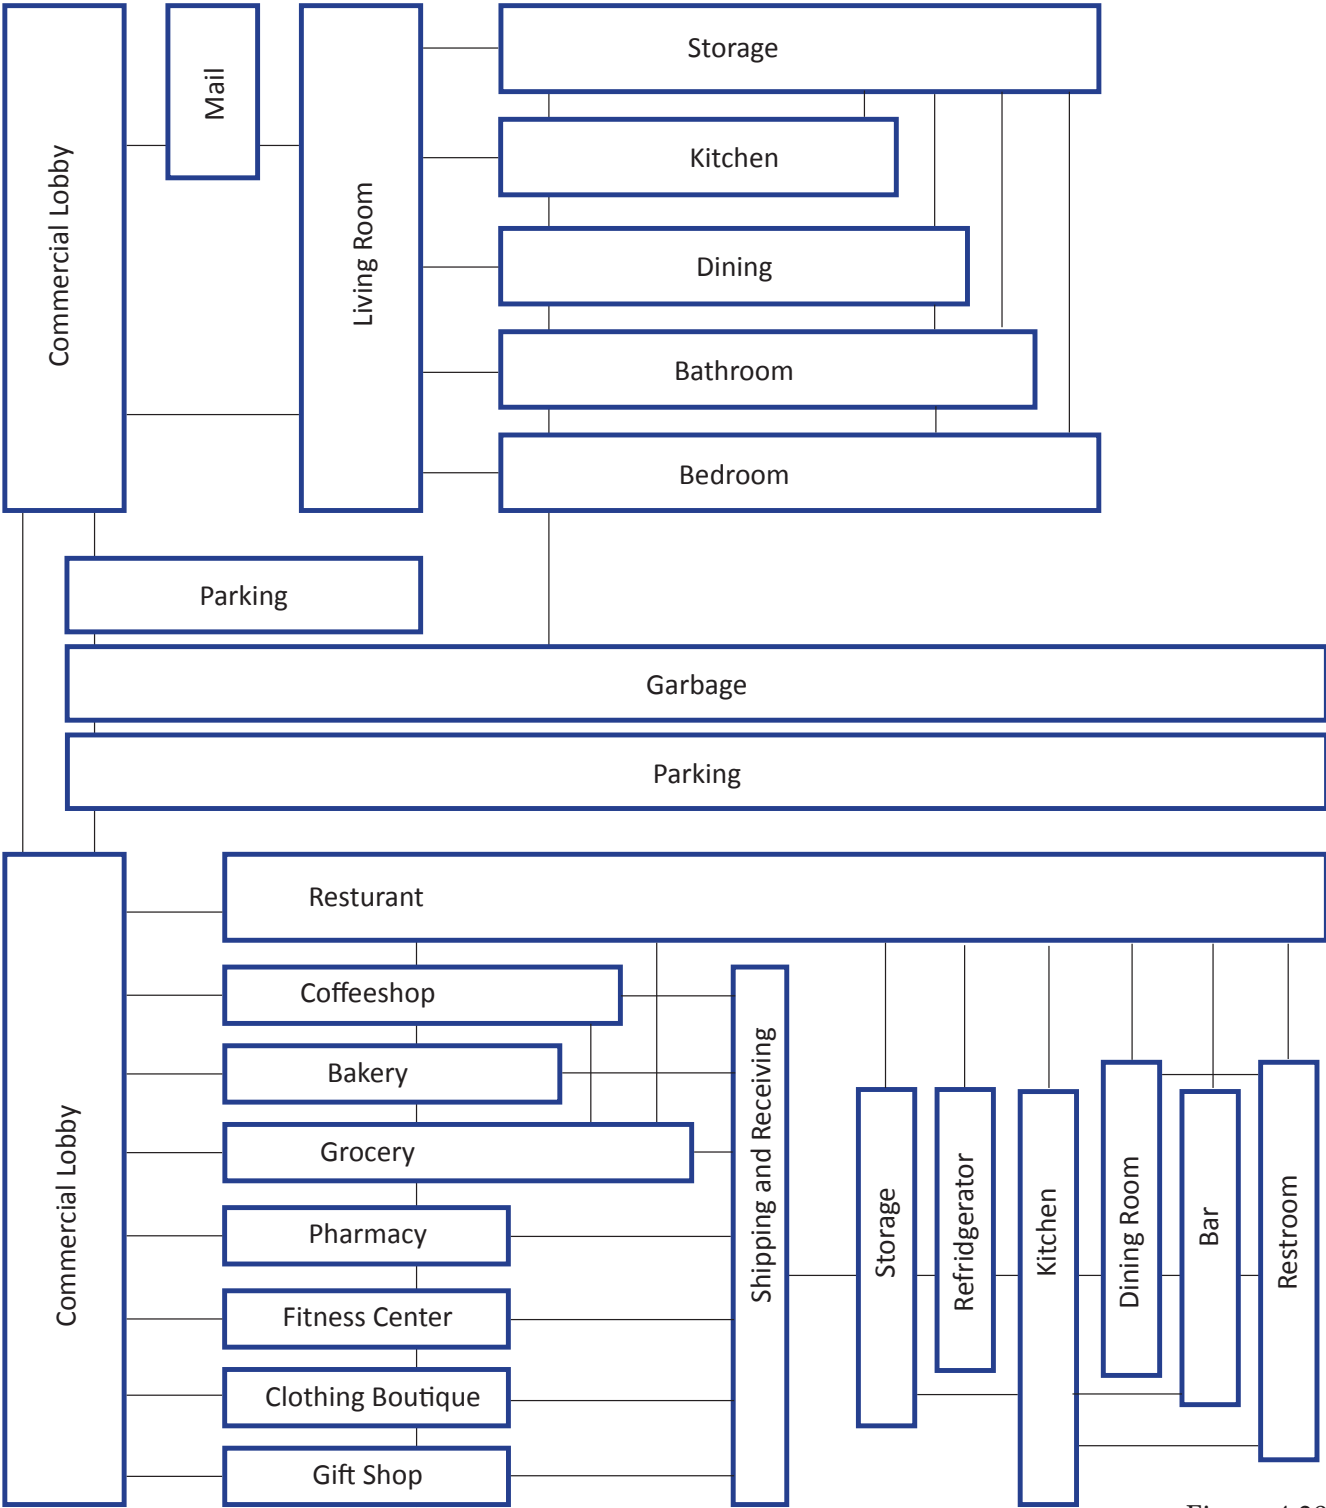 Commercial Lobby
Mail
Living Room
Storage
Kitchen
Dining
Bathroom
Bedroom
Parking
Garbage
Parking
Commercial Lobby
Resturant
Coffeeshop
Bakery
Grocery
Pharmacy
Fitness Center
Clothing Boutique
Gift Shop
Shipping and Receiving
Storage
Refridgerator
Kitchen
Dining Room
Bar
Restroom